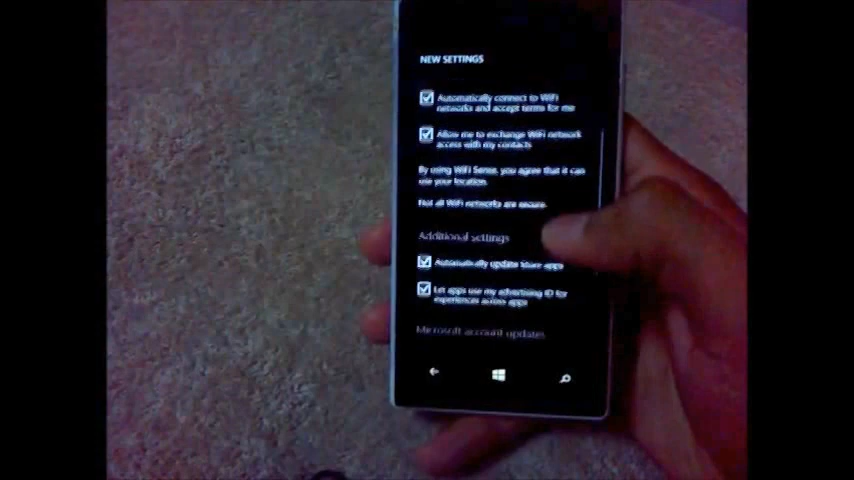 NEW SETTINGS
Automatically connect to WiFi
networks and accept terms for me
Allow me to exchange WiFi network
access with my contacts
By using WiFi Sense, you agree that it can
use your location.
Not all WiFi networks are secure.
Additional settings
Automatically update Store apps
Let apps use my advertising ID for
experiences across apps
Microsoft account updates